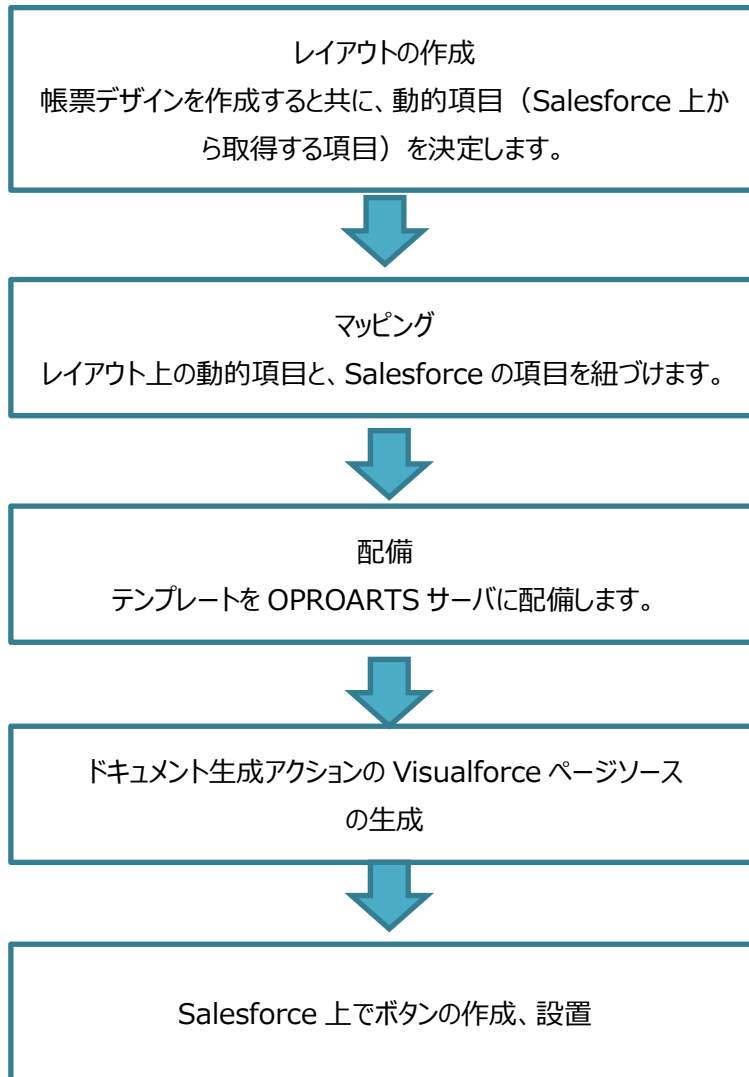 レイアウトの作成
帳票デザインを作成すると共に、動的項目（Salesforce 上か
ら取得する項目）を決定します。
マッピング
レイアウト上の動的項目と、Salesforce の項目を紐づけます。
配備
テンプレートを OPROARTS サーバに配備します。
ドキュメント生成アクションの Visualforce ページソース
の生成
Salesforce 上でボタンの作成、設置